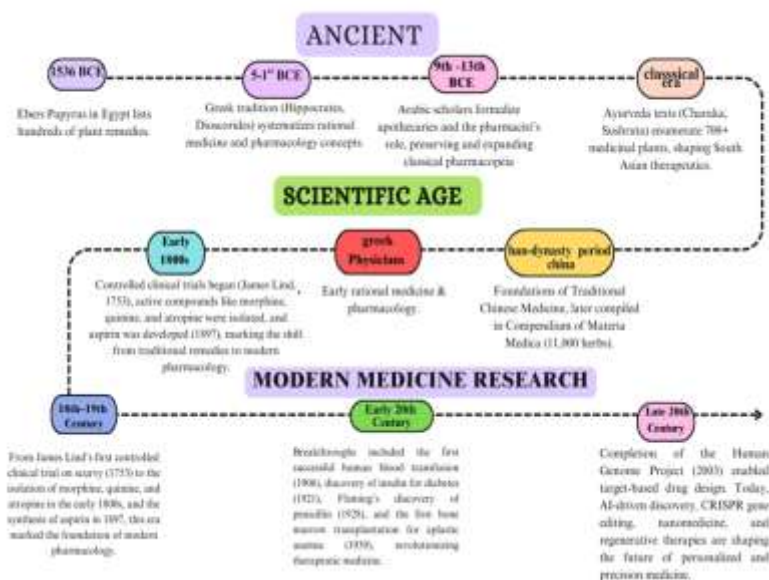 ANCIENT
1536 BCE
Ebers Papyrus in Egypt lists
hundreds of plant remedies.
5-1st BCE
Greek tradition (Hippocrates,
Dioscorides) systematizes rational
medicine and pharmacology concepts.
9th -13th
BCE
Arabic scholars formalize
apothecaries and the pharmacist's
role, preserving and expanding
classical pharmacopeia
classsical
era
Ayurveda texts (Charaka,
Sushruta) enumerate 700+
medicinal plants, shaping South
Asian therapeutics.
SCIENTIFIC AGE
Early
1800s
Controlled clinical trials began (James Lind,
1753), active compounds like morphine,
quinine, and atropine were isolated, and
aspirin was developed (1897), marking the shift
from traditional remedies to modern
pharmacology.
greek
Physicians
Early rational medicine &
pharmacology.
han-dynasty period
china
Foundations of Traditional
Chinese Medicine, later compiled
in Compendium of Materia
Medica (11,000 herbs).
MODERN MEDICINE RESEARCH
18th-19th
Century
From James Lind's first controlled
clinical trial on scurvy (1753) to the
isolation of morphine, quinine, and
atropine in the early 1800s, and the
synthesis of aspirin in 1897, this era
marked the foundation of modern
pharmacology.
Early 20th
Century
Breakthroughs included the first
successful human blood transfusion
(1906), discovery of insulin for diabetes
(1921), Fleming's discovery of
penicillin (1928), and the first bone
marrow transplantation for aplastic
anemia (1959), revolutionizing
therapeutic medicine.
Late 20th
Century
Completion of the Human
Genome Project (2003) enabled
target-based drug design. Today,
AI-driven discovery, CRISPR gene
editing, nanomedicine, and
regenerative therapies are shaping
the future of personalized and
precision medicine.